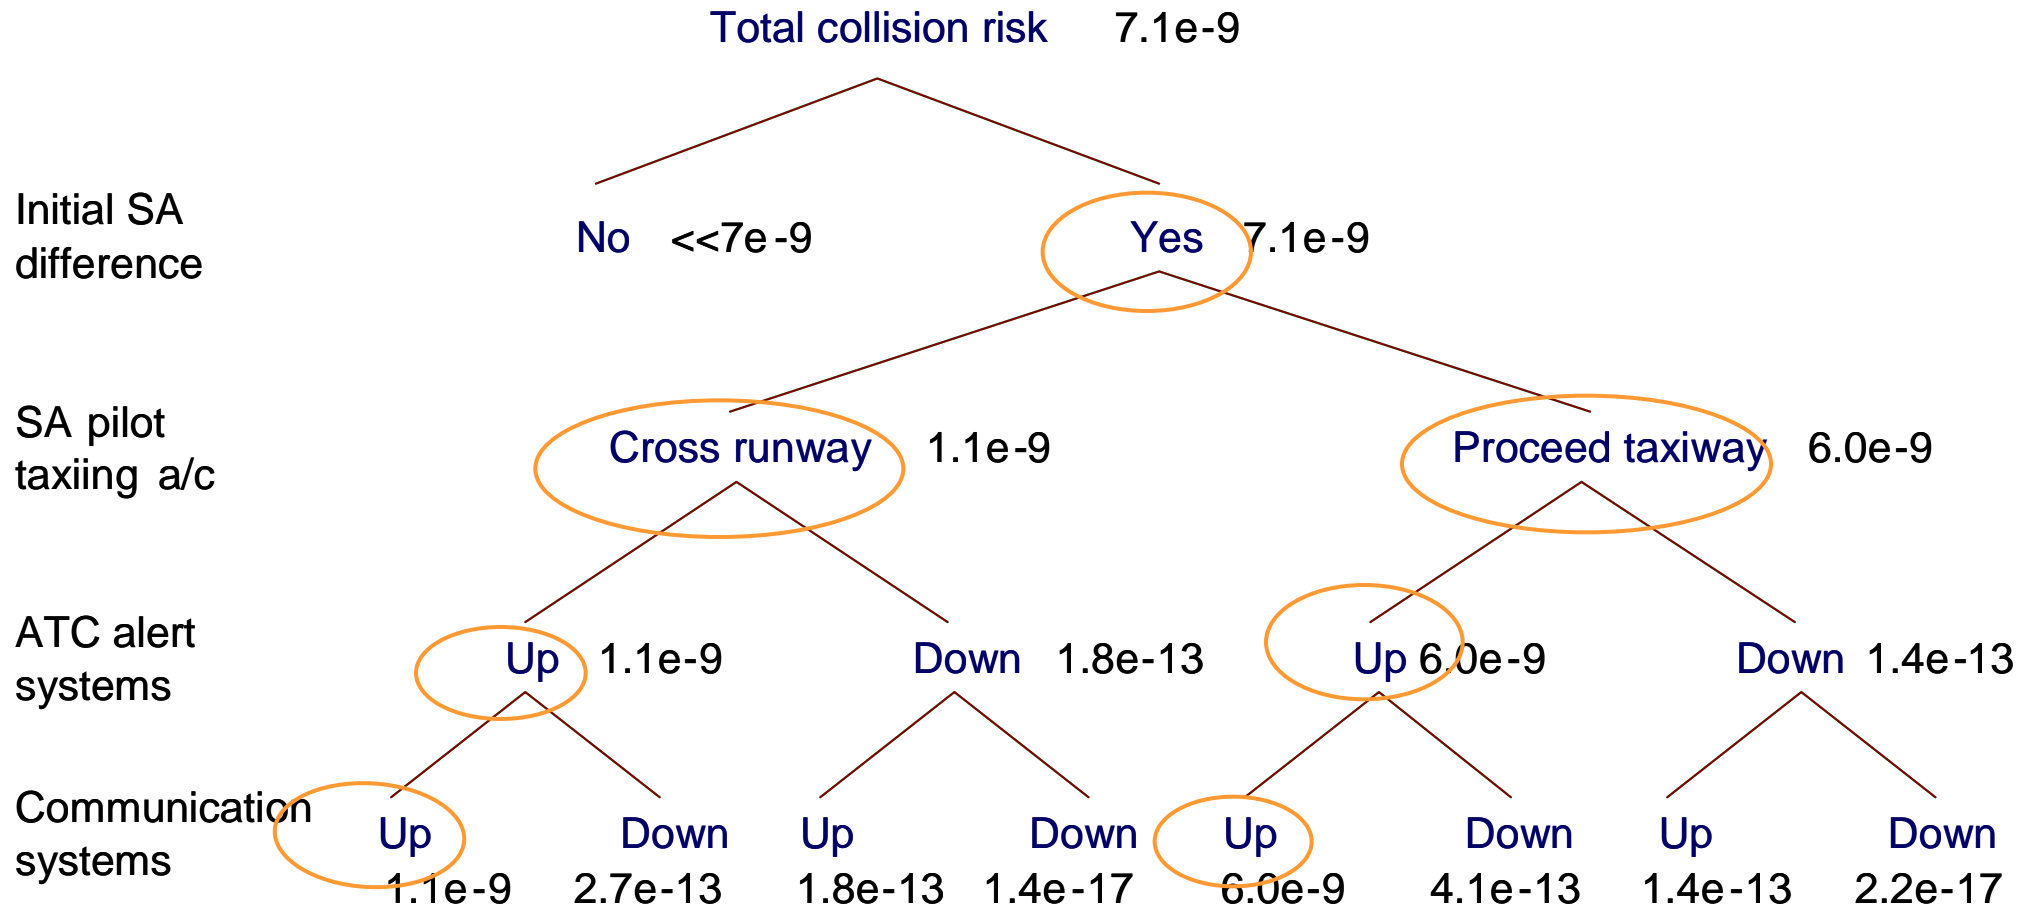 Total collision risk 7.1e-9
Initial SA
difference
No <<7e-9 Yes 7.1e-9
SA pilot
taxiing a/c
Cross runway 1.1e-9 Proceed taxiway 6.0e-9
ATC alert
systems
Up 1.1e-9 Down 1.8e-13 Up 6.0e-9 Down 1.4e-13
Communication
systems
Up Down Up Down Up Down Up Down
1.1e-9 2.7e-13 1.8e-13 1.4e-17 6.0e-9 4.1e-13 1.4e-13 2.2e-17